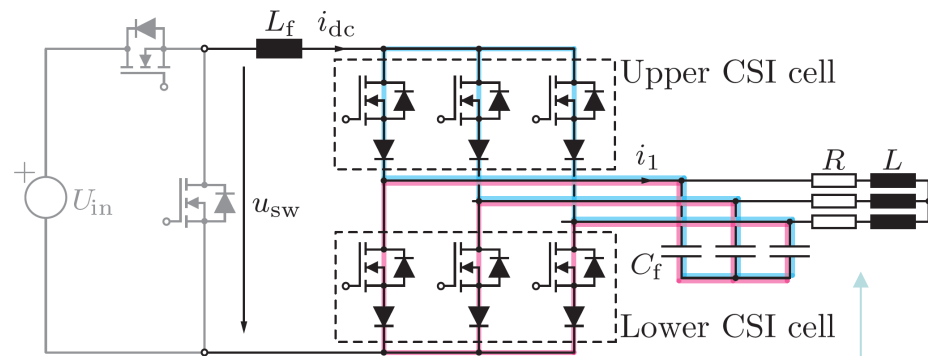 L_f i_dc
Upper CSI cell
+
U_in
u_sw
i_1
R L
C_f
Lower CSI cell